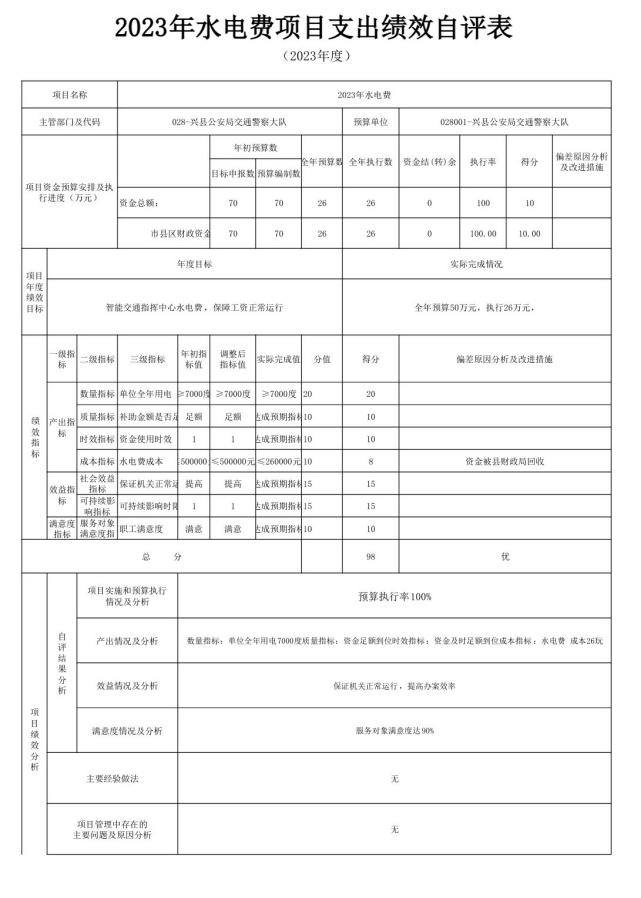 2023年水电费项目支出绩效自评表
（2023年度）
项目名称 2023年水电费
主管部门及代码 028-兴县公安局交通警察大队 预算单位 028001-兴县公安局交通警察大队
项目资金预算安排及执行进度（万元） 年初预算数 全年预算数 全年执行数 资金结(转)余 执行率 得分 偏差原因分析及改进措施
目标申报数 预算编制数
资金总额： 70 70 26 26 0 100 10
市县区财政资金 70 70 26 26 0 100.00 10.00
项目年度绩效目标 年度目标 实际完成情况
智能交通指挥中心水电费，保障工资正常运行 全年预算50万元，执行26万元，
绩效指标 一级指标 二级指标 三级指标 年初指标值 调整后指标值 实际完成值 分值 得分 偏差原因分析及改进措施
产出指标 数量指标 单位全年用电 ≥7000度 ≥7000度 ≥7000度 20 20
质量指标 补助金额是否足 足额 足额 达成预期指标 10 10
时效指标 资金使用时效 1 1 达成预期指标 10 10
成本指标 水电费成本 ≤500000 ≤500000元 ≤260000元 10 8 资金被县财政局回收
效益指标 社会效益指标 保证机关正常运 提高 提高 达成预期指标 15 15
可持续影响指标 可持续影响时限 1 1 达成预期指标 15 15
满意度指标 服务对象满意度指 职工满意度 满意 满意 达成预期指标 10 10
总 分 98 优
项目绩效分析 自评结果分析 项目实施和预算执行情况及分析 预算执行率100%
产出情况及分析 数量指标：单位全年用电7000度质量指标：资金足额到位时效指标：资金及时足额到位成本指标：水电费 成本26玩
效益情况及分析 保证机关正常运行，提高办案效率
满意度情况及分析 服务对象满意度达90%
主要经验做法 无
项目管理中存在的主要问题及原因分析 无